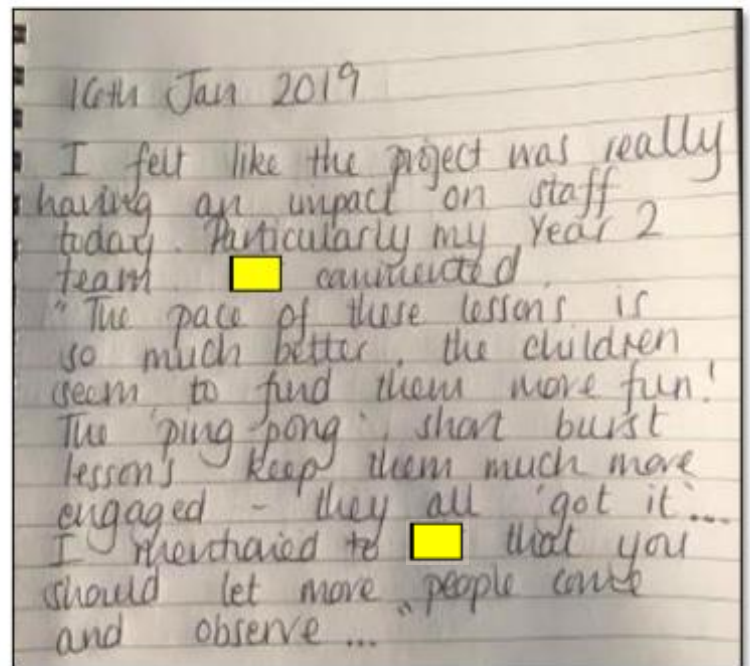 16th Jan 2019
I felt like the project was really
having an impact on staff
today. Particularly my Year 2
team. commented
"The pace of these lessons is
so much better, the children
seem to find them more fun!
The 'ping-pong', short burst
lessons keep them much more
engaged - they all 'got it'...
I mentioned to that you
should let more people come
and observe ...